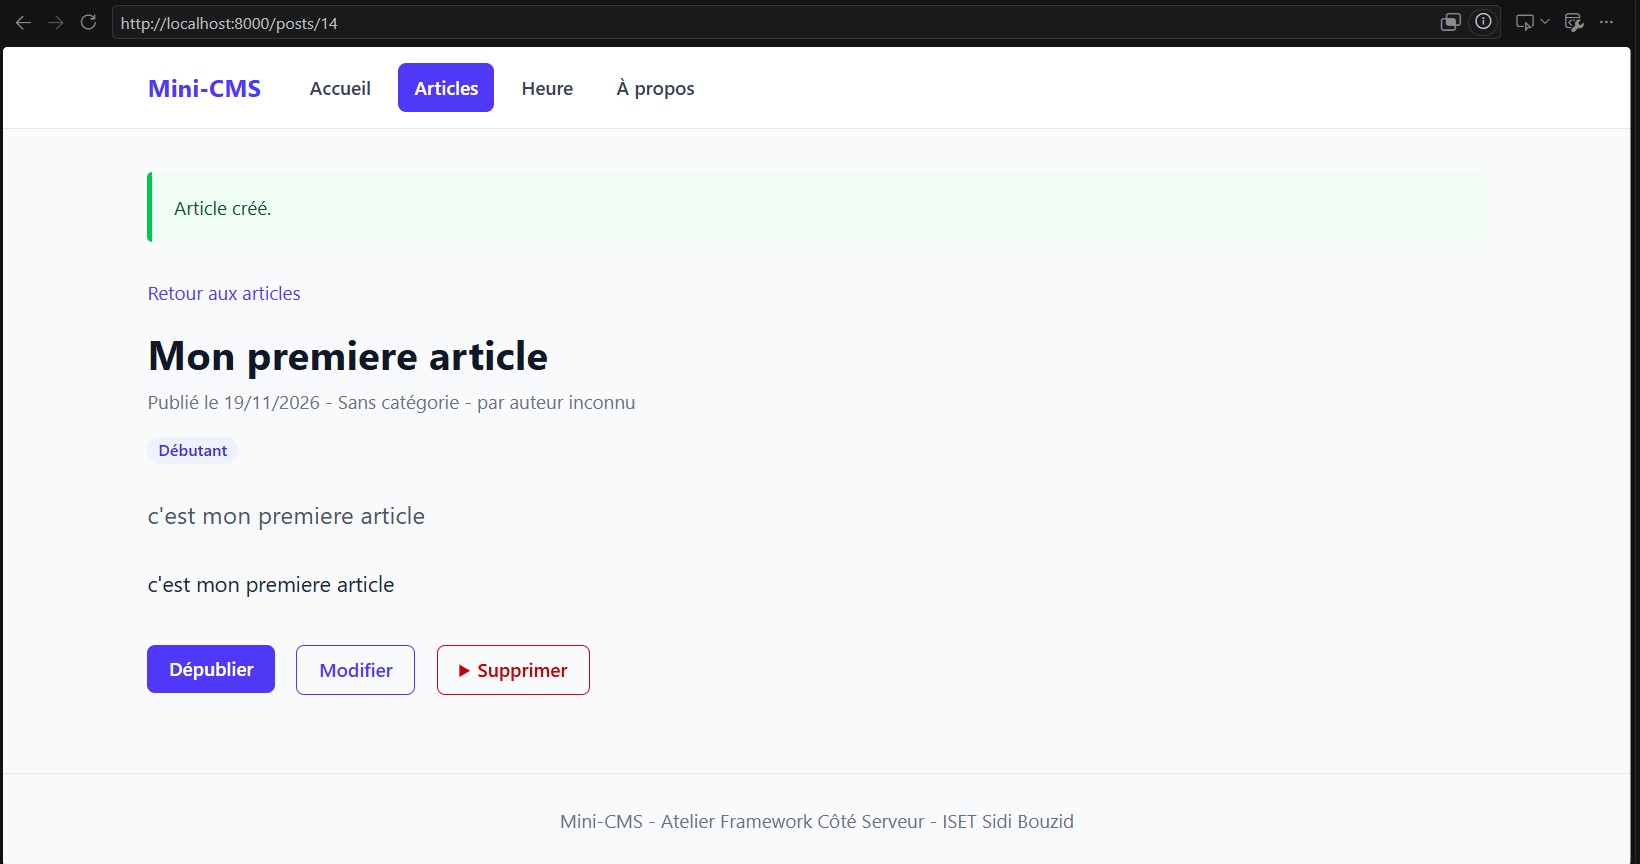 http://localhost:8000/posts/14
Mini-CMS Accueil Articles Heure À propos
Article créé.
Retour aux articles
Mon premiere article
Publié le 19/11/2026 - Sans catégorie - par auteur inconnu
Débutant
c'est mon premiere article
c'est mon premiere article
Dépublier Modifier Supprimer
Mini-CMS - Atelier Framework Côté Serveur - ISET Sidi Bouzid